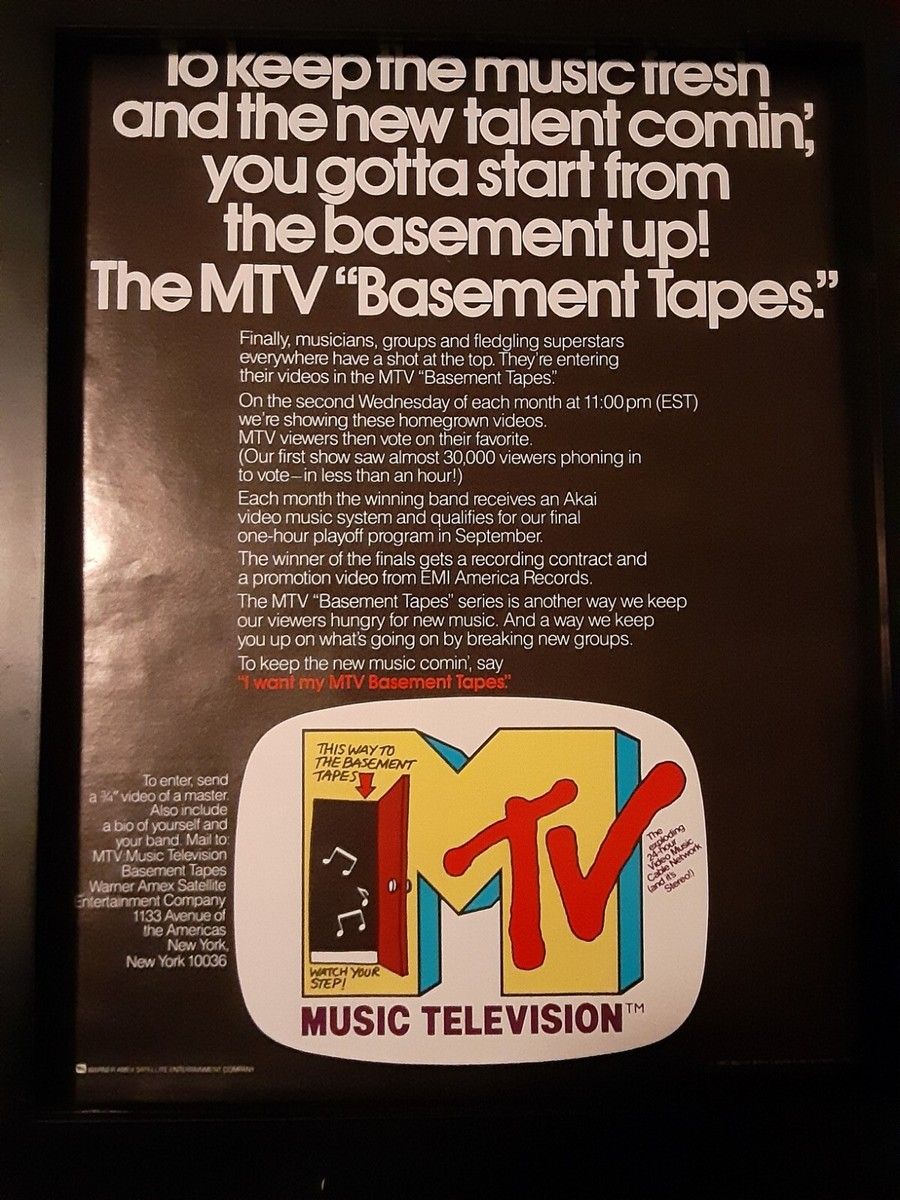 To keep the music fresh
and the new talent comin',
you gotta start from
the basement up!
The MTV “Basement Tapes.”
Finally, musicians, groups and fledgling superstars
everywhere have a shot at the top. They're entering
their videos in the MTV “Basement Tapes.”
On the second Wednesday of each month at 11:00 pm (EST)
we're showing these homegrown videos.
MTV viewers then vote on their favorite.
(Our first show saw almost 30,000 viewers phoning in
to vote—in less than an hour!)
Each month the winning band receives an Akai
video music system and qualifies for our final
one-hour playoff program in September.
The winner of the finals gets a recording contract and
a promotion video from EMI America Records.
The MTV “Basement Tapes” series is another way we keep
our viewers hungry for new music. And a way we keep
you up on what's going on by breaking new groups.
To keep the new music comin', say
“I want my MTV Basement Tapes.”
To enter, send
a ¾" video of a master.
Also include
a bio of yourself and
your band. Mail to:
MTV: Music Television
Basement Tapes
Warner Amex Satellite
Entertainment Company
1133 Avenue of
the Americas
New York,
New York 10036
THIS WAY TO
THE BASEMENT
TAPES
WATCH YOUR
STEP!
MTV
The
exploding
24-hour
Video Music
Cable Network
(and it's
Stereo!)
MUSIC TELEVISION™
WARNER AMEX SATELLITE ENTERTAINMENT COMPANY